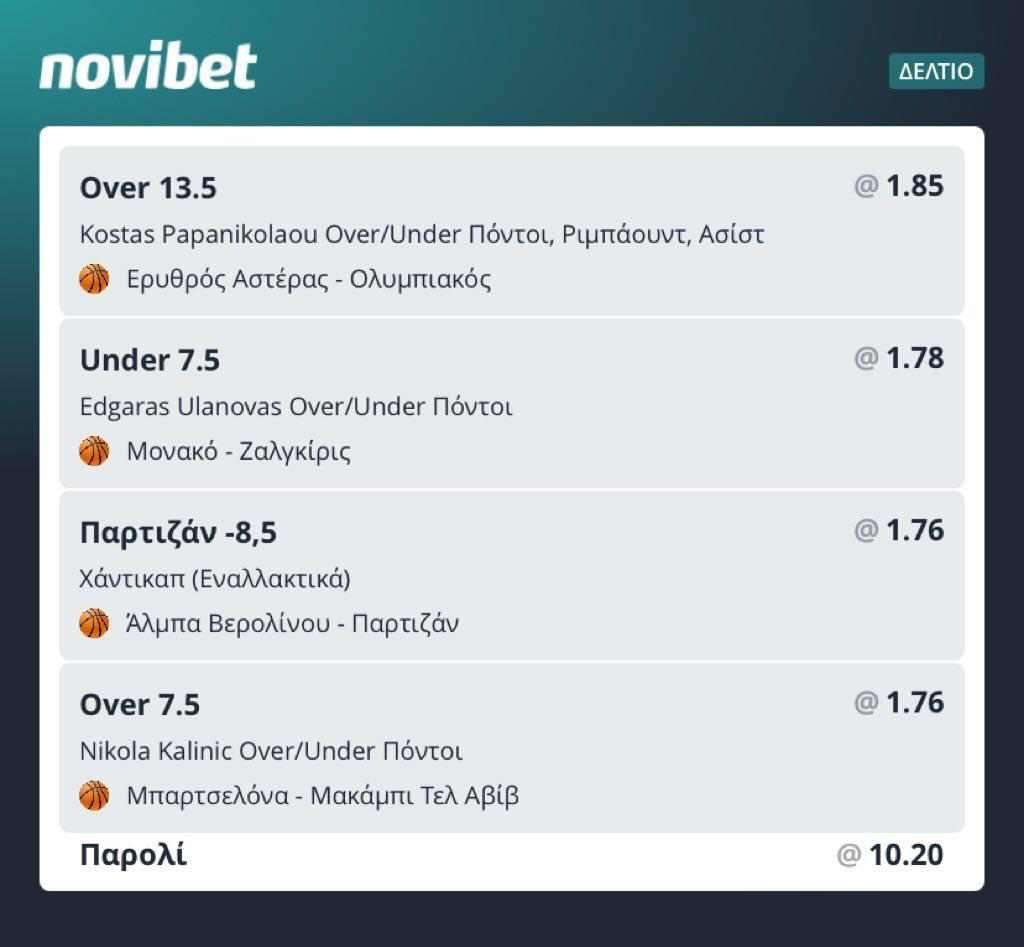 novibet
ΔΕΛΤΙΟ
Over 13.5 @ 1.85
Kostas Papanikolaou Over/Under Πόντοι, Ριμπάουντ, Ασίστ
Ερυθρός Αστέρας - Ολυμπιακός
Under 7.5 @ 1.78
Edgaras Ulanovas Over/Under Πόντοι
Μονακό - Ζαλγκίρις
Παρτιζάν -8,5 @ 1.76
Χάντικαπ (Εναλλακτικά)
Άλμπα Βερολίνου - Παρτιζάν
Over 7.5 @ 1.76
Nikola Kalinic Over/Under Πόντοι
Μπαρτσελόνα - Μακάμπι Τελ Αβίβ
Παρολί @ 10.20